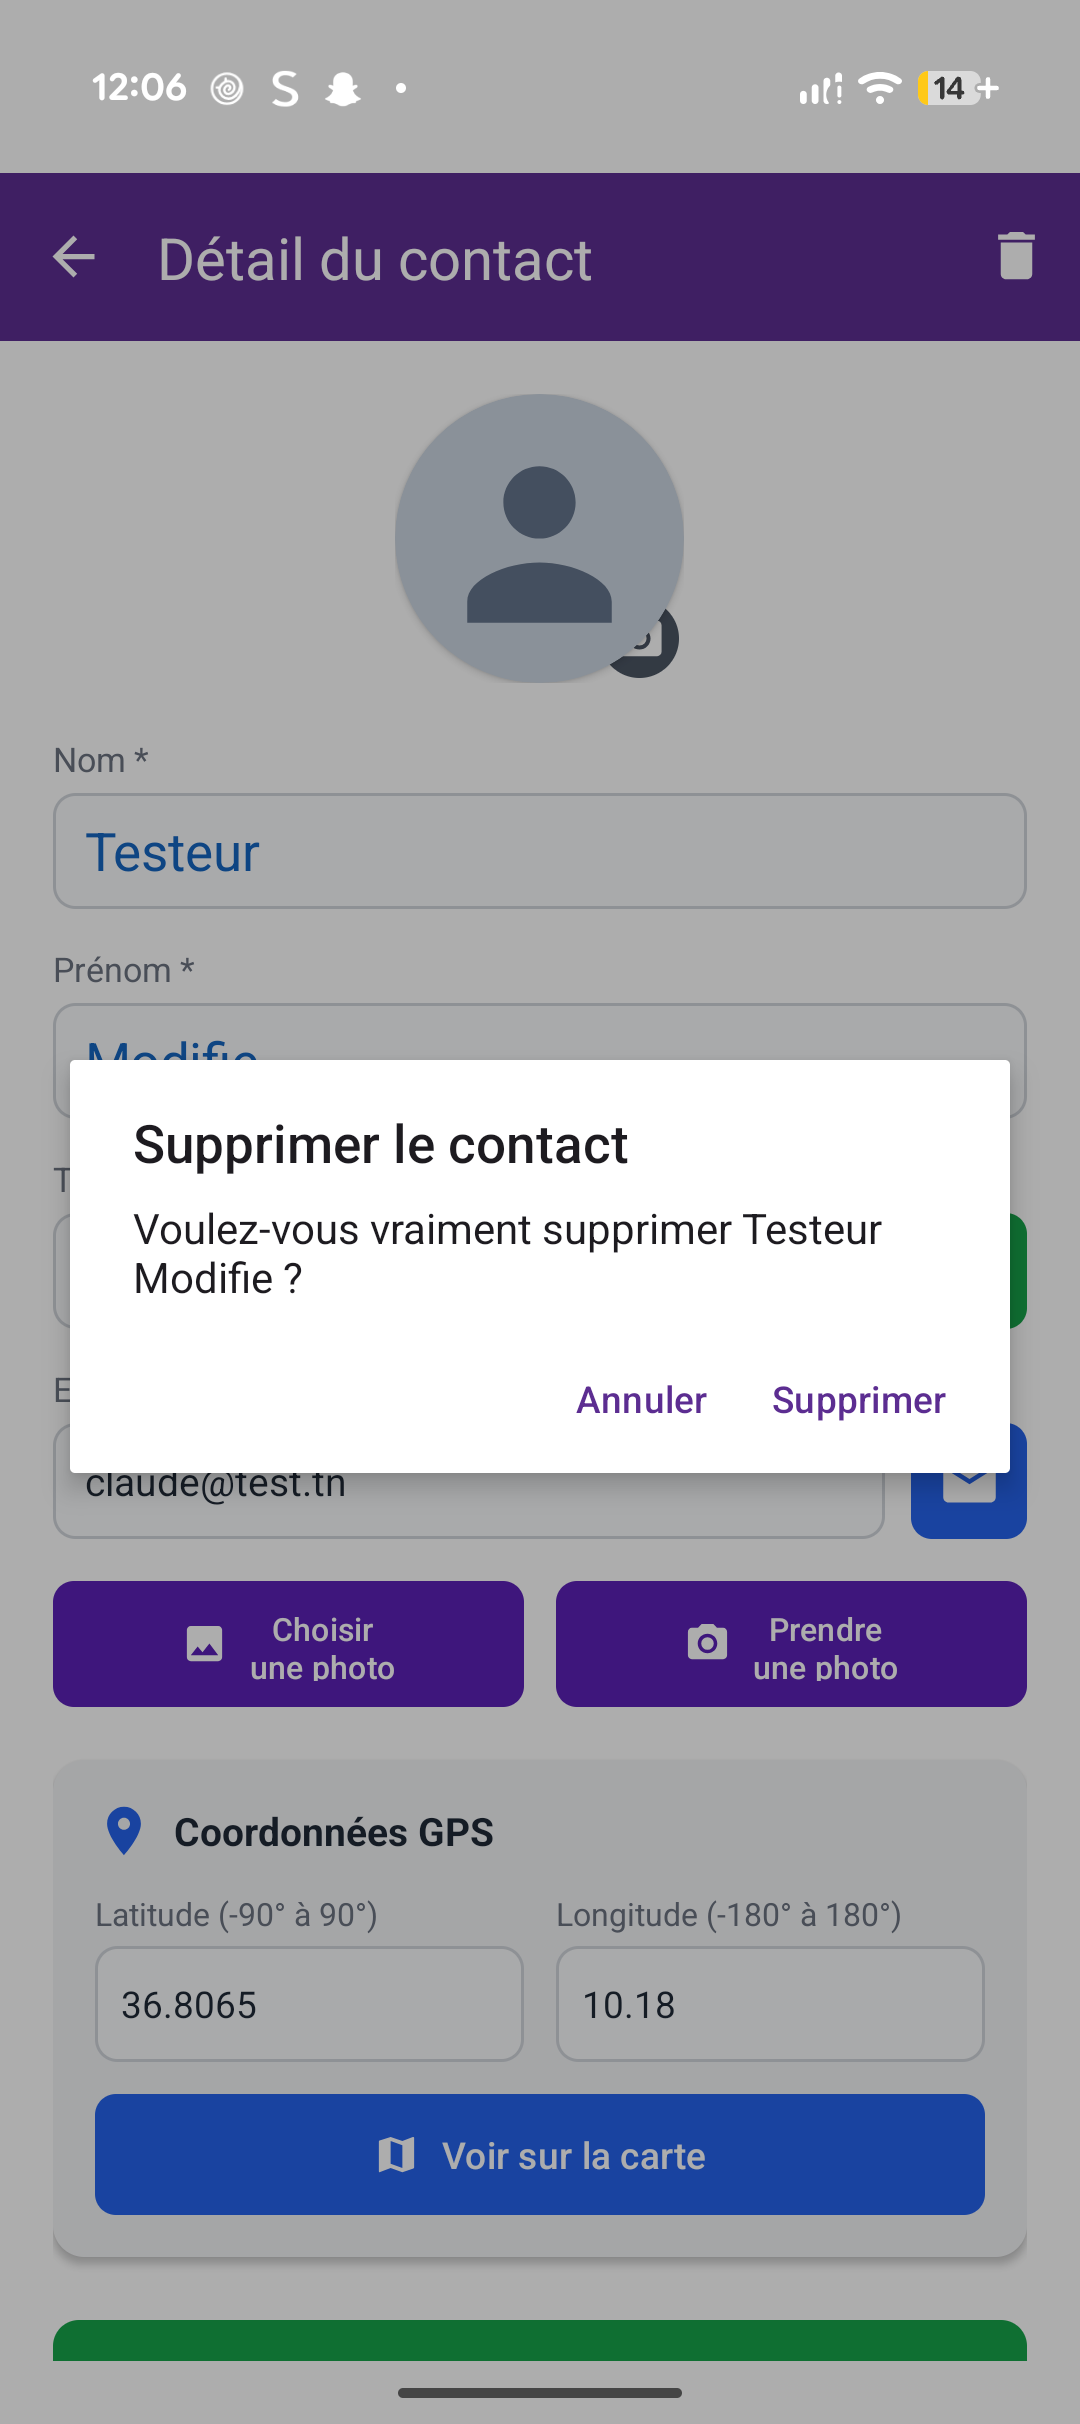 12:06
14
Détail du contact
Nom *
Testeur
Prénom *
Modifie
Supprimer le contact
Voulez-vous vraiment supprimer Testeur
Modifie ?
Annuler
Supprimer
claude@test.tn
Choisir
une photo
Prendre
une photo
Coordonnées GPS
Latitude (-90° à 90°)
Longitude (-180° à 180°)
36.8065
10.18
Voir sur la carte